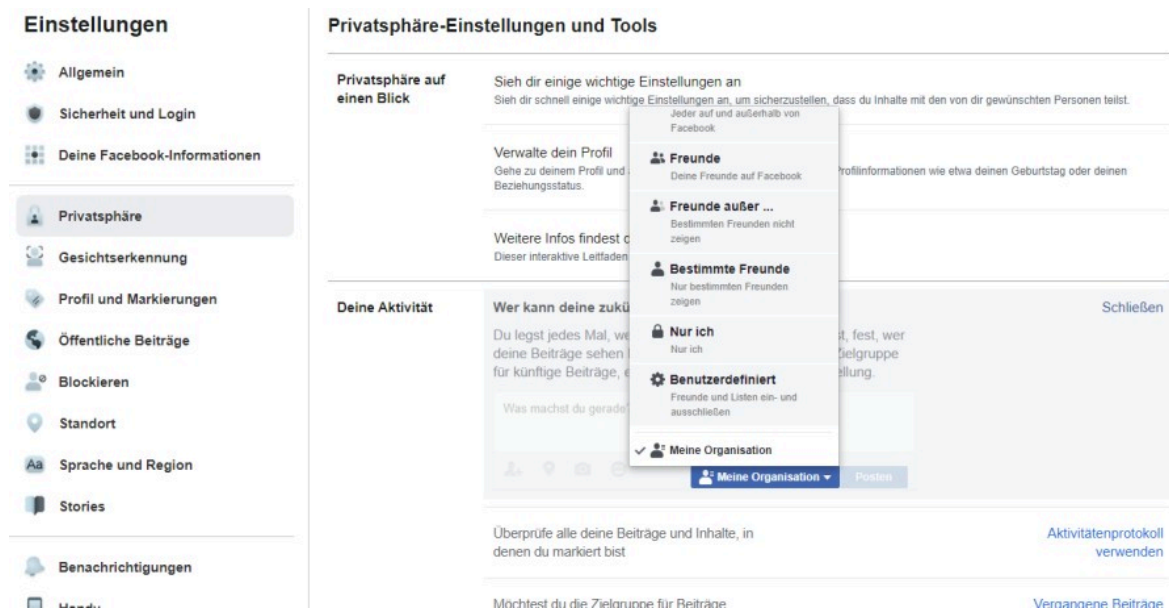 Einstellungen
Allgemein
Sicherheit und Login
Deine Facebook-Informationen
Privatsphäre
Gesichtserkennung
Profil und Markierungen
Öffentliche Beiträge
Blockieren
Standort
Aa Sprache und Region
Stories
Benachrichtigungen
Handy
Privatsphäre-Einstellungen und Tools
Privatsphäre auf
einen Blick
Sieh dir einige wichtige Einstellungen an
Sieh dir schnell einige wichtige Einstellungen an, um sicherzustellen, dass du Inhalte mit den von dir gewünschten Personen teilst.
Verwalte dein Profil
Gehe zu deinem Profil und
Profilinformationen wie etwa deinen Geburtstag oder deinen
Beziehungsstatus.
Weitere Infos findest
Dieser interaktive Leitfaden
Jeder auf und außerhalb von
Facebook
Freunde
Deine Freunde auf Facebook
Freunde außer ...
Bestimmten Freunden nicht
zeigen
Bestimmte Freunde
Nur bestimmten Freunden
zeigen
Nur ich
Nur ich
Benutzerdefiniert
Freunde und Listen ein- und
ausschließen
Meine Organisation
Deine Aktivität
Wer kann deine zukü
Schließen
Du legst jedes Mal, we
st, fest, wer
deine Beiträge sehen
Zielgruppe
für künftige Beiträge, e
ellung.
Was machst du gerade?
Meine Organisation
Posten
Überprüfe alle deine Beiträge und Inhalte, in
denen du markiert bist
Aktivitätenprotokoll
verwenden
Möchtest du die Zielgruppe für Beiträge
Vergangene Beiträge